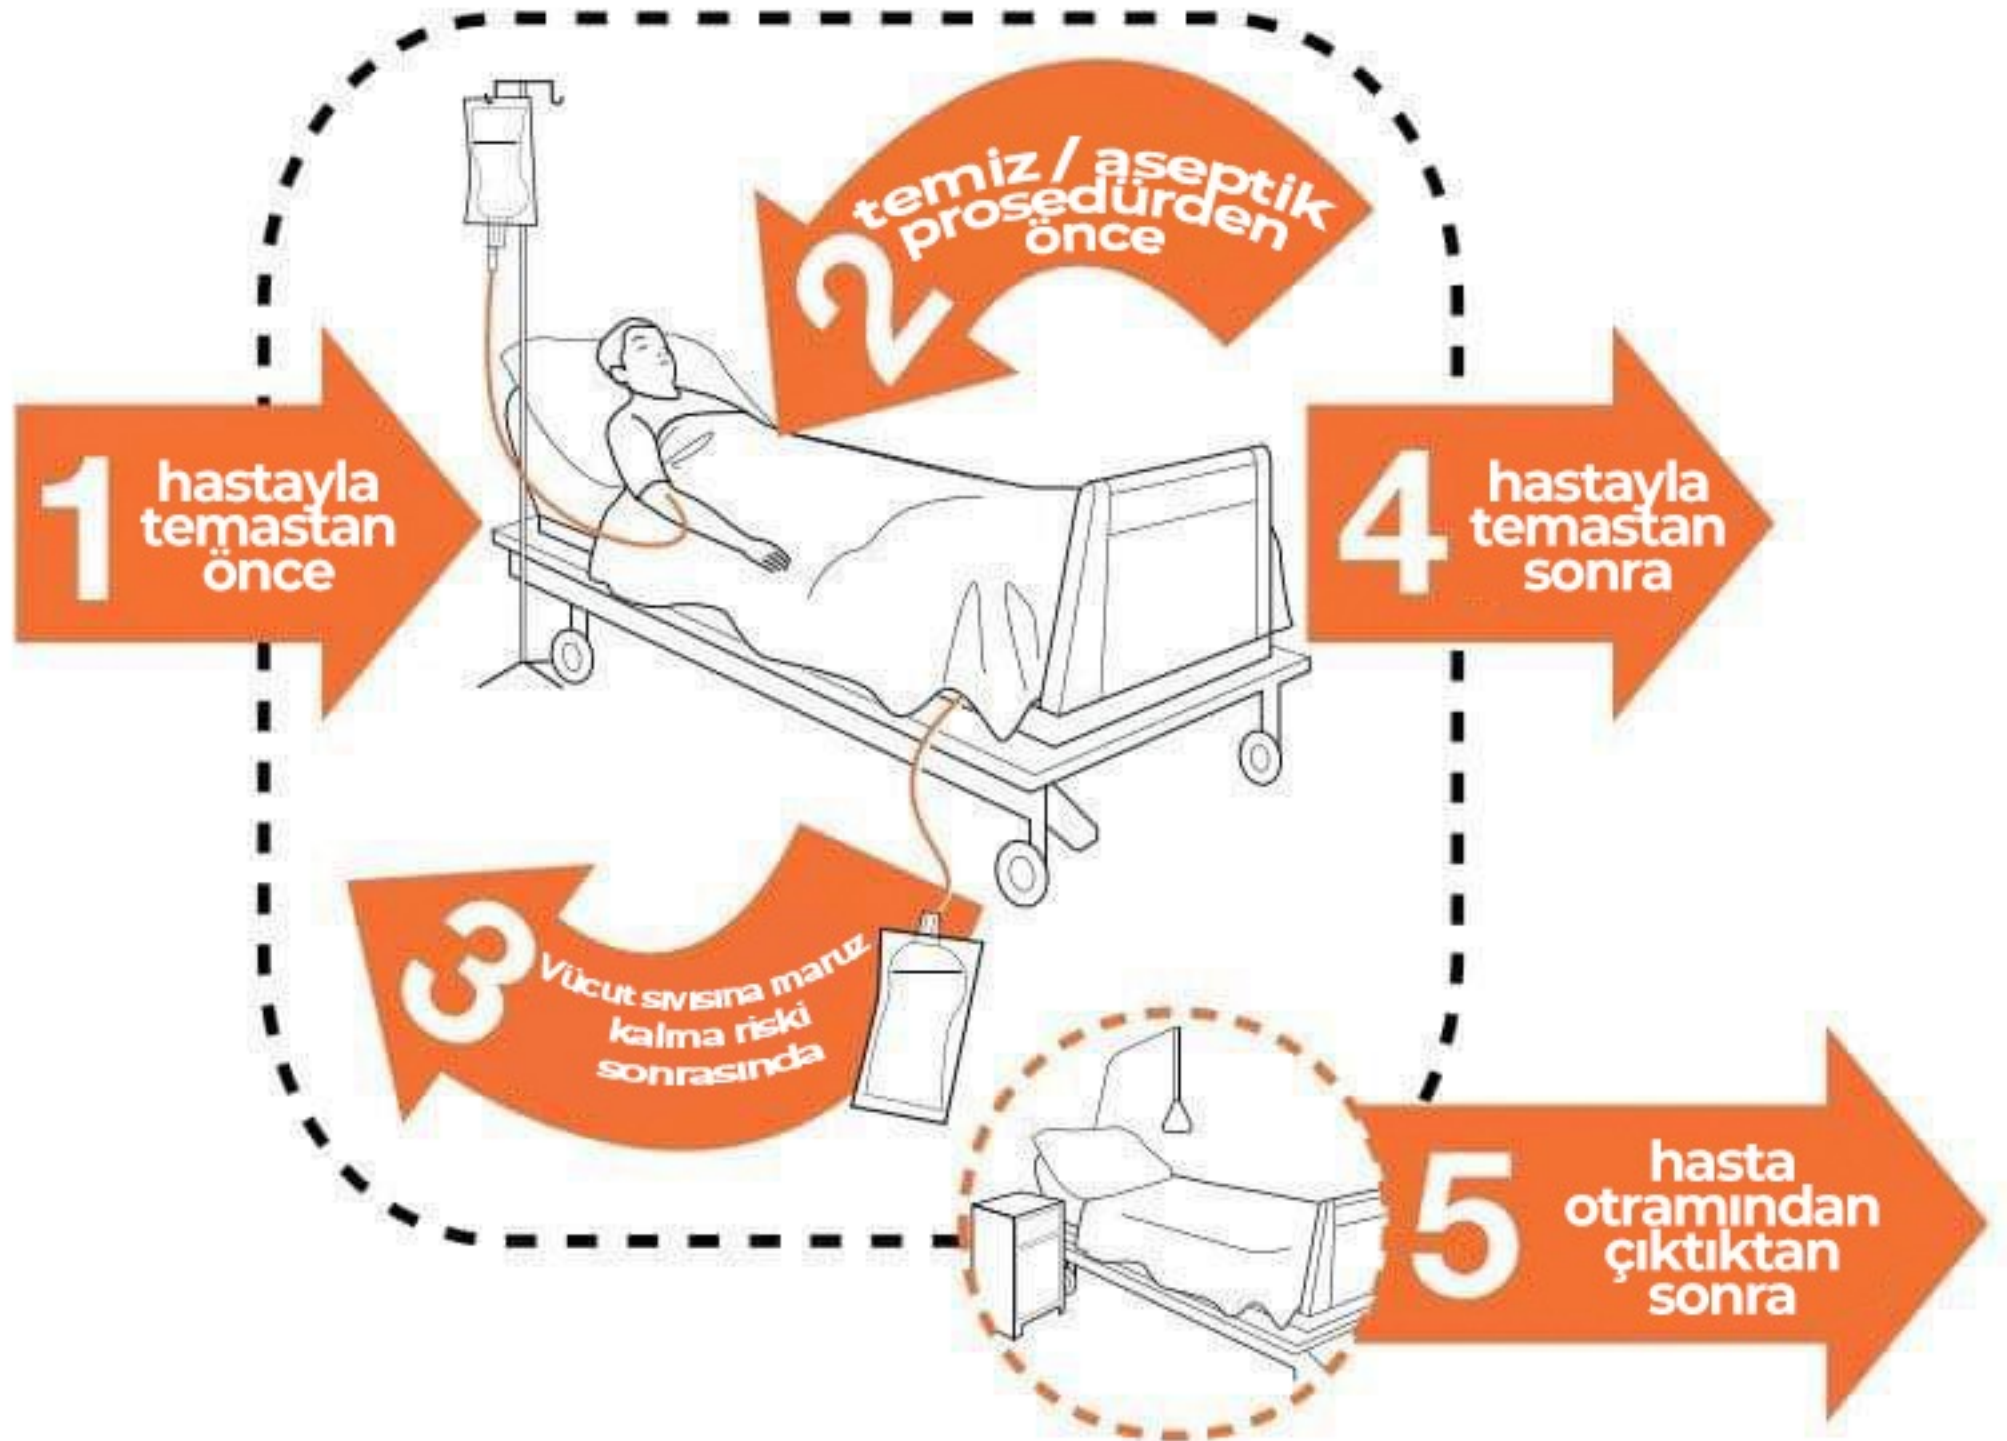 1
hastayla
temastan
önce
2
temiz / aseptik
prosedürden
önce
3
Vücut sıvısına maruz
kalma riski
sonrasında
4
hastayla
temastan
sonra
5
hasta
otramından
çıktıktan
sonra